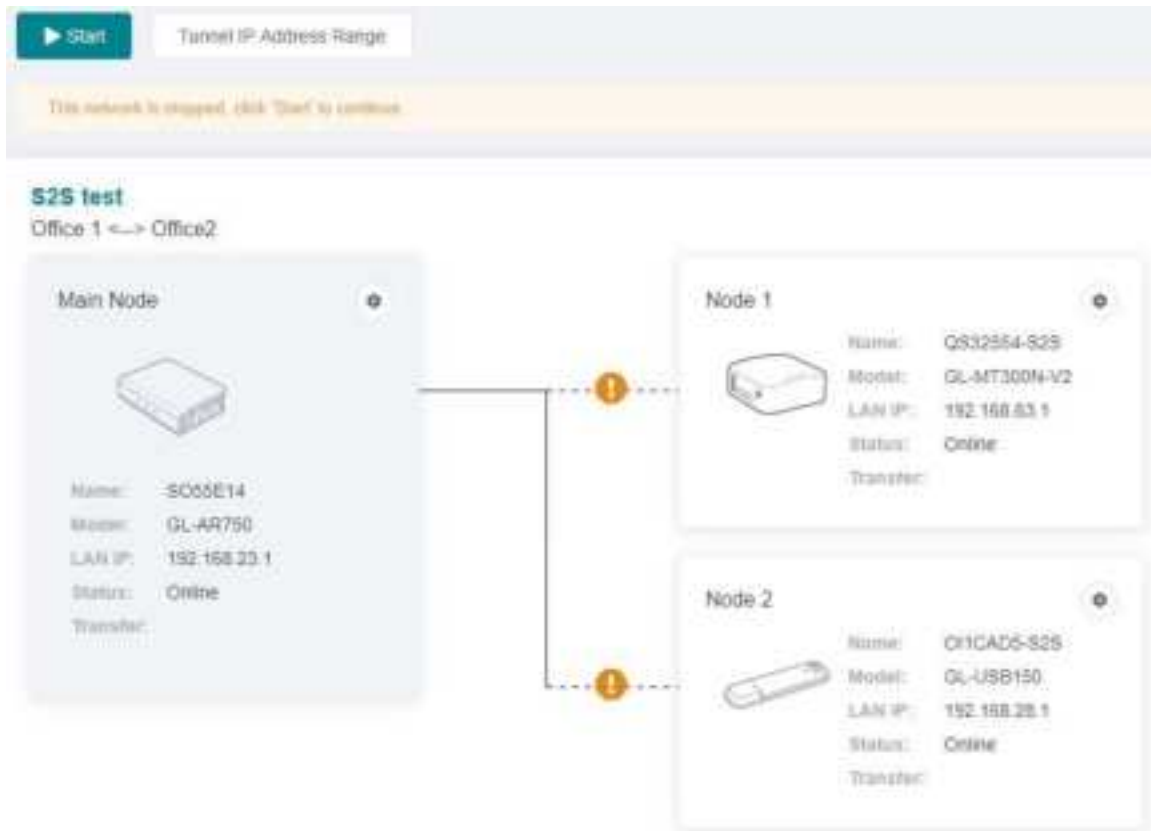 Start
Tunnel IP Address Range
This network is stopped, click 'Start' to continue.
S2S test
Office 1 <--> Office2
Main Node
Name: SO55E14
Model: GL-AR750
LAN IP: 192.168.23.1
Status: Online
Transfer:
Node 1
Name: QS32554-S2S
Model: GL-MT300N-V2
LAN IP: 192.168.63.1
Status: Online
Transfer:
Node 2
Name: OI1CAD5-S2S
Model: GL-USB150
LAN IP: 192.168.28.1
Status: Online
Transfer: